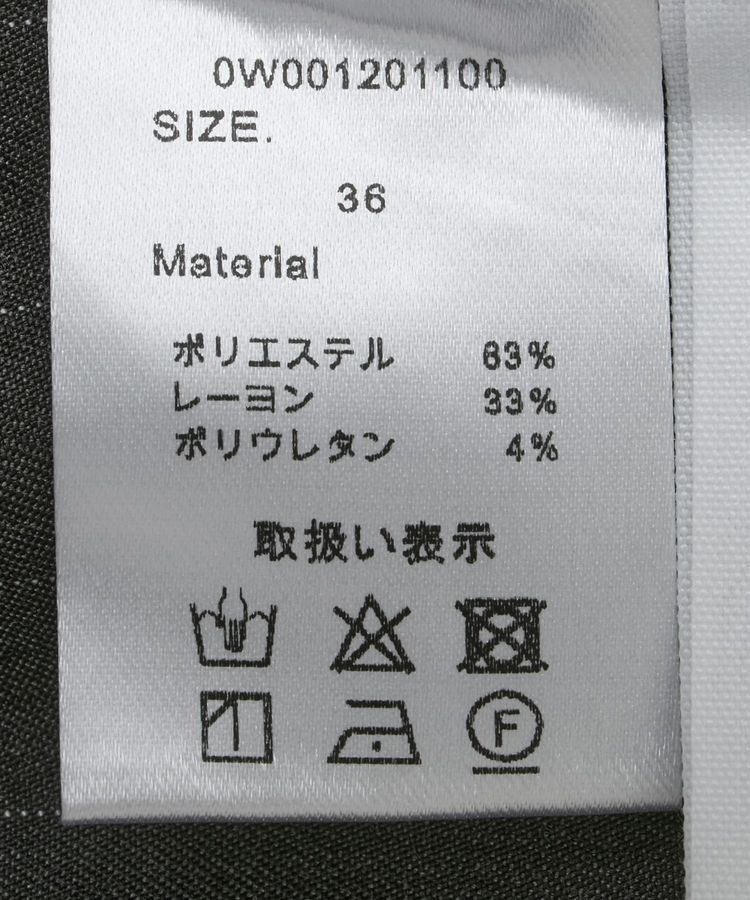 0W001201100
SIZE.
36
Material
ポリエステル 63%
レーヨン 33%
ポリウレタン 4%
取扱い表示
F